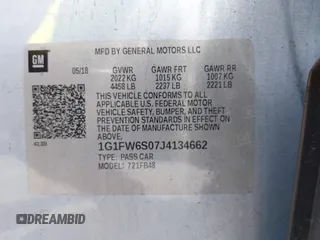 GM
MFD BY GENERAL MOTORS LLC
05/18 GVWR GAWR FRT GAWR RR
2022 KG 1015 KG 1007 KG
4458 LB 2237 LB 2221 LB
THIS VEHICLE CONFORMS TO ALL
APPLICABLE U.S. FEDERAL MOTOR
VEHICLE SAFETY, BUMPER, AND THEFT
PREVENTION STANDARDS IN EFFECT ON
THE DATE OF MANUFACTURE SHOWN
ABOVE.
1G1FW6S07J4134662
TYPE: PASS CAR
MODEL: 721FB48
DREAMBID